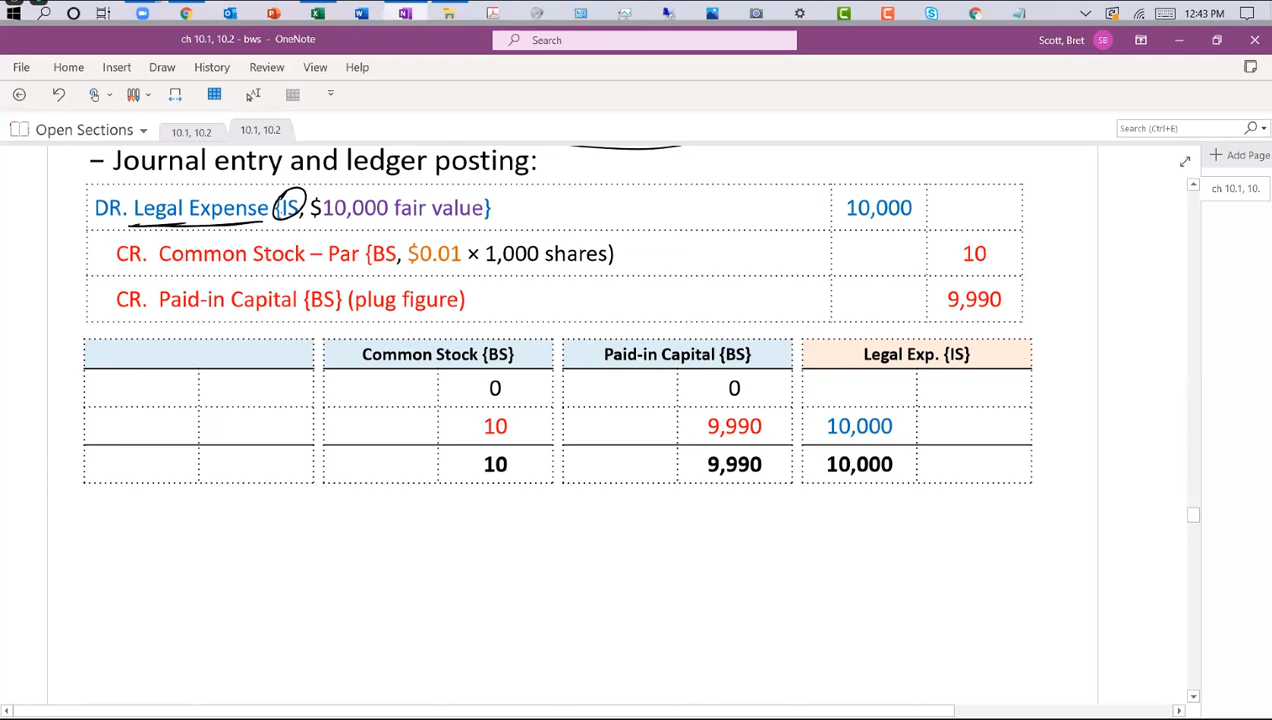 12:43 PM
ch 10.1, 10.2 - bws - OneNote
Search
Scott, Bret
SB
File Home Insert Draw History Review View Help
Open Sections
10.1, 10.2
10.1, 10.2
Search (Ctrl+E)
Add Page
ch 10.1, 10.
– Journal entry and ledger posting:
DR. Legal Expense {IS, $10,000 fair value} 10,000
CR. Common Stock – Par {BS, $0.01 × 1,000 shares) 10
CR. Paid-in Capital {BS} (plug figure) 9,990
Common Stock {BS} Paid-in Capital {BS} Legal Exp. {IS}
0 0
10 9,990 10,000
10 9,990 10,000